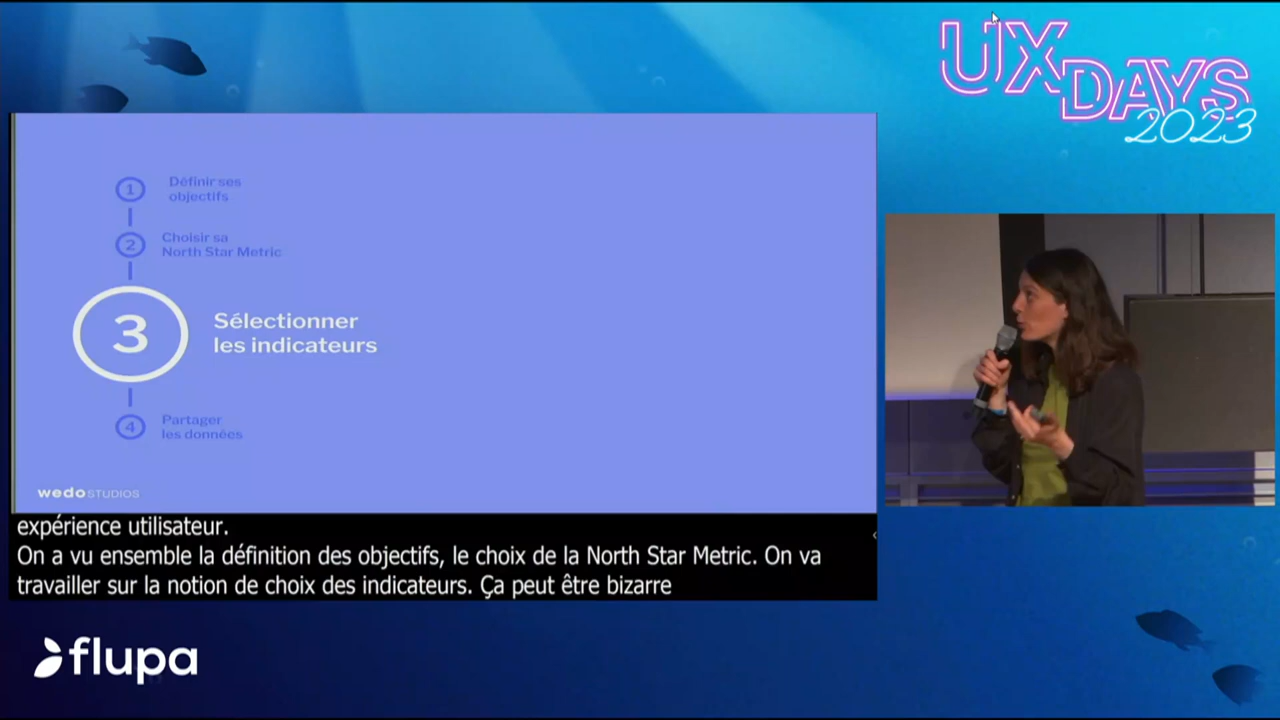 UX
DAYS
2023
1
Définir ses
objectifs
2
Choisir sa
North Star Metric
3
Sélectionner
les indicateurs
4
Partager
les données
wedo STUDIOS
expérience utilisateur.
On a vu ensemble la définition des objectifs, le choix de la North Star Metric. On va
travailler sur la notion de choix des indicateurs. Ça peut être bizarre
flupa